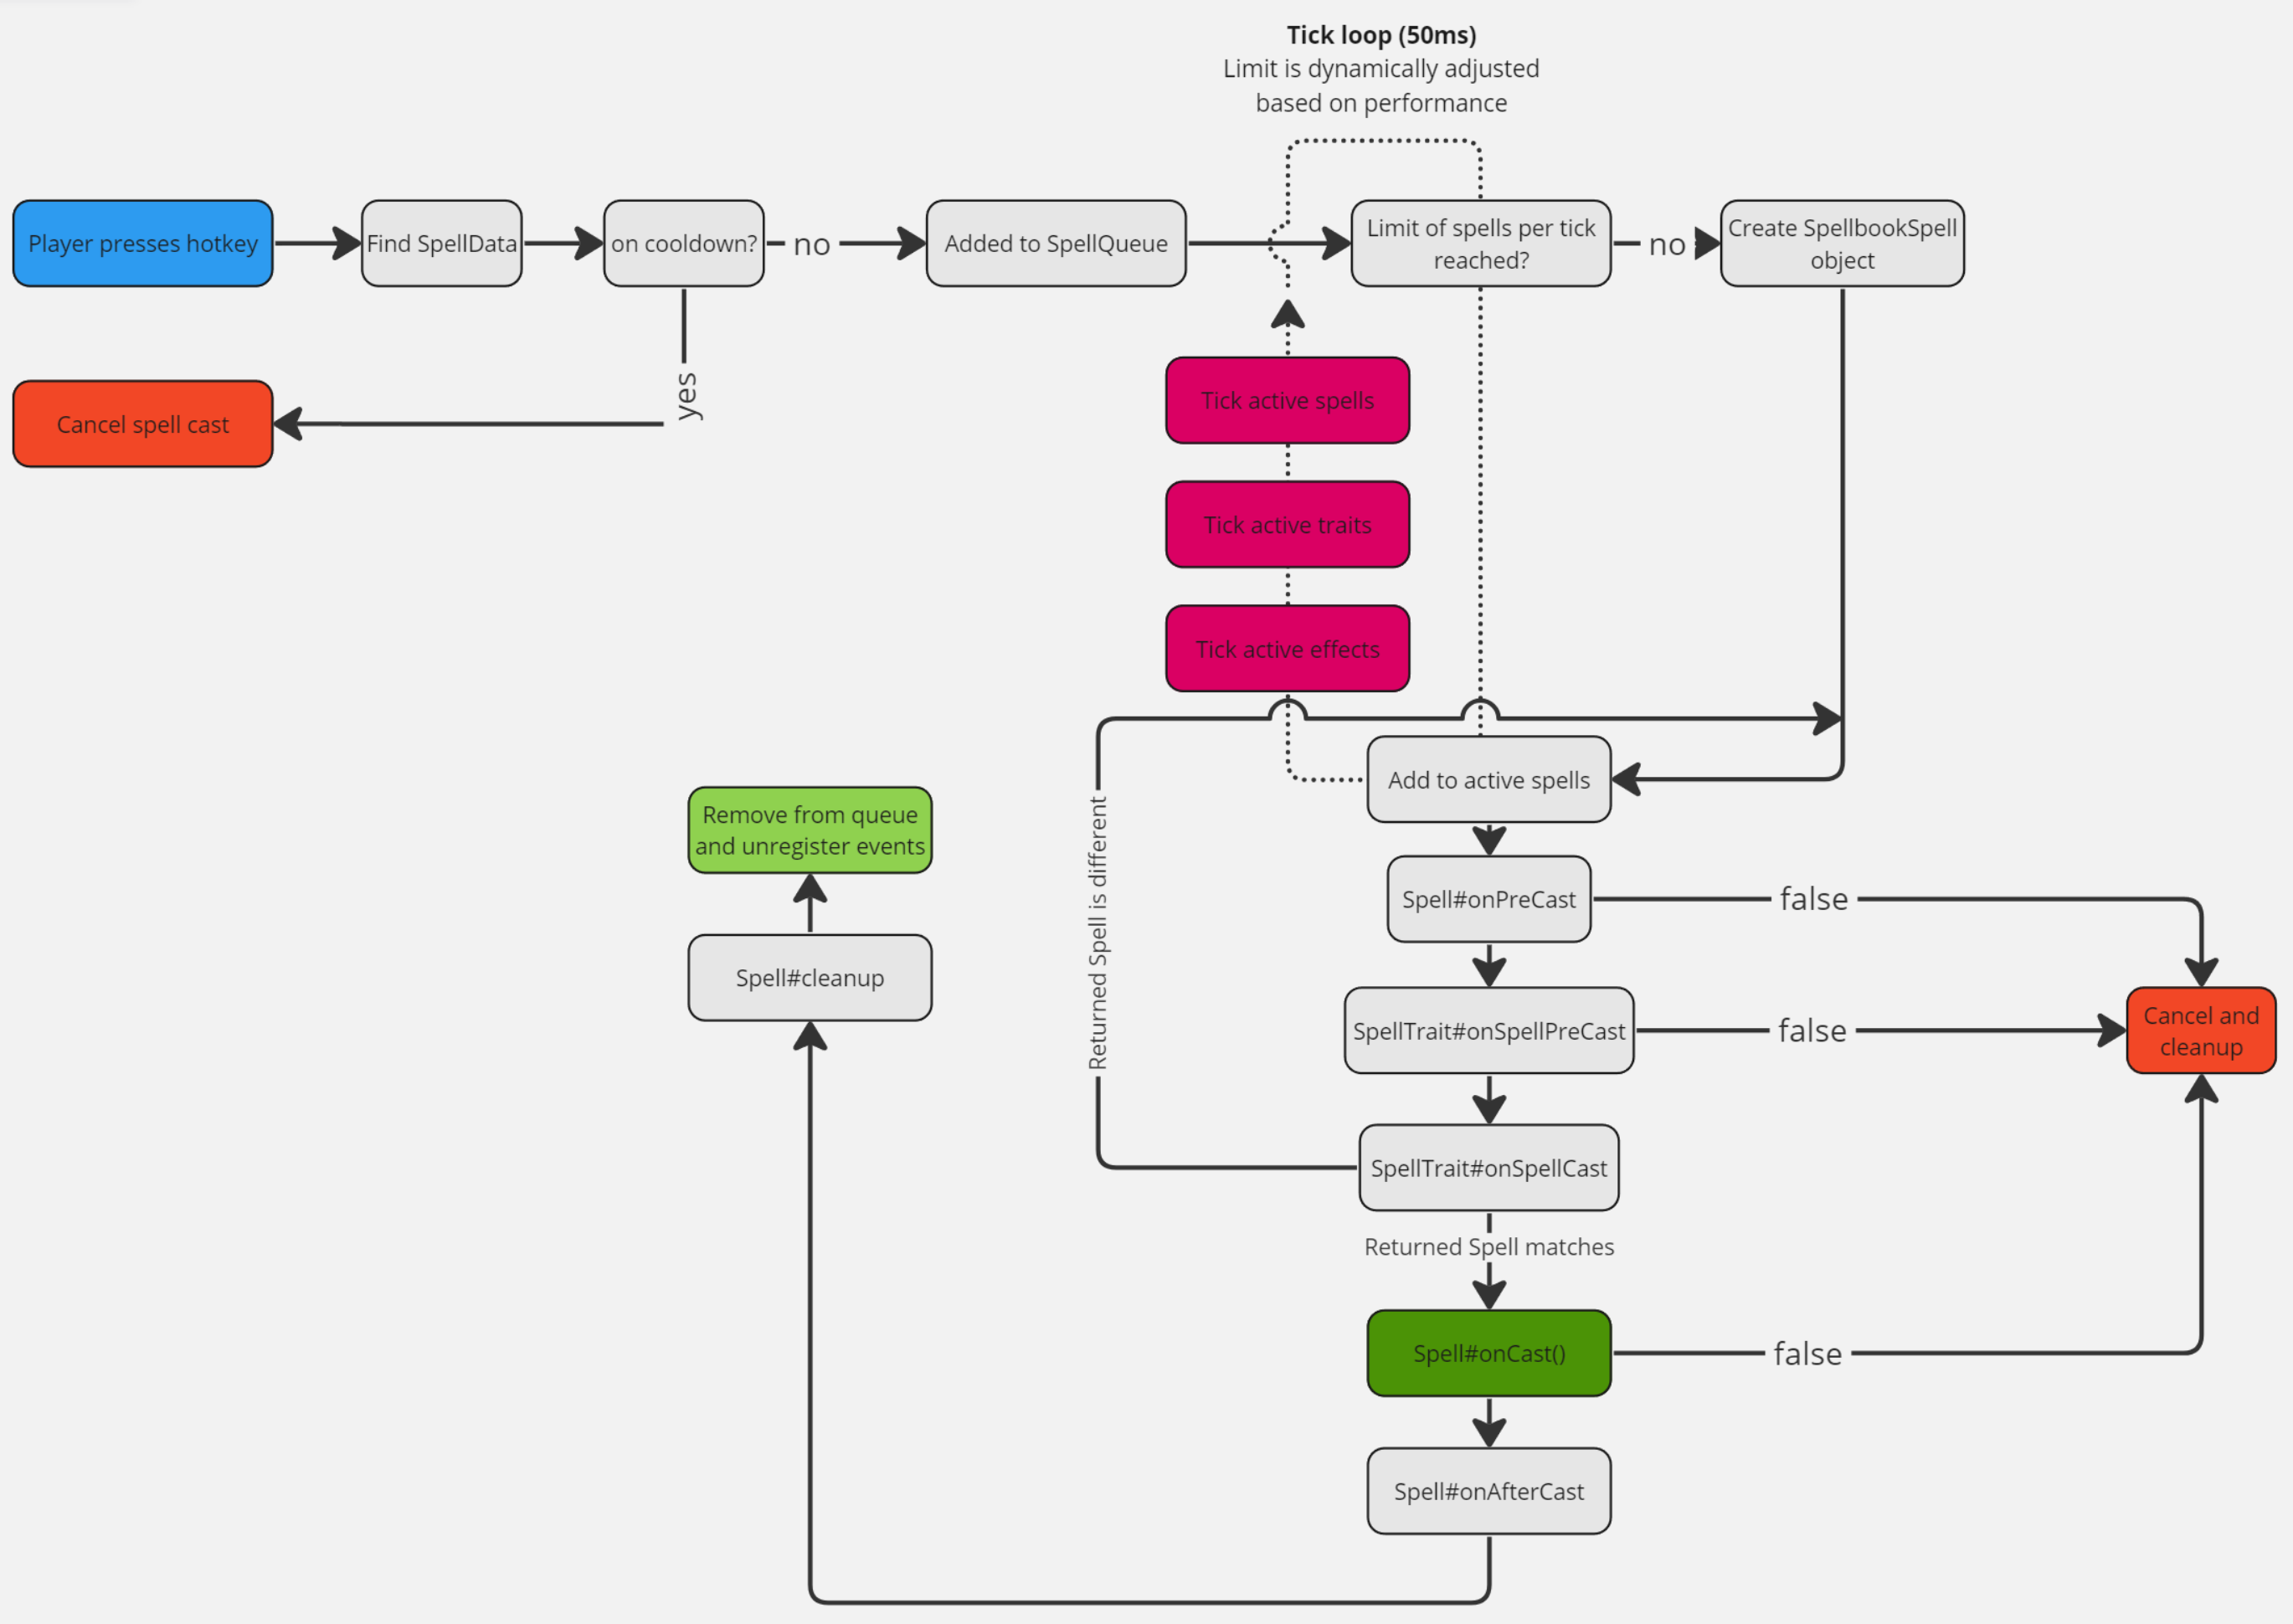 Tick loop (50ms)
Limit is dynamically adjusted
based on performance
Player presses hotkey
Find SpellData
on cooldown?
no
Added to SpellQueue
Limit of spells per tick
reached?
no
Create SpellbookSpell
object
yes
Cancel spell cast
Tick active spells
Tick active traits
Tick active effects
Add to active spells
Returned Spell is different
Remove from queue
and unregister events
Spell#onPreCast
false
Spell#cleanup
SpellTrait#onSpellPreCast
false
Cancel and
cleanup
SpellTrait#onSpellCast
Returned Spell matches
Spell#onCast()
false
Spell#onAfterCast